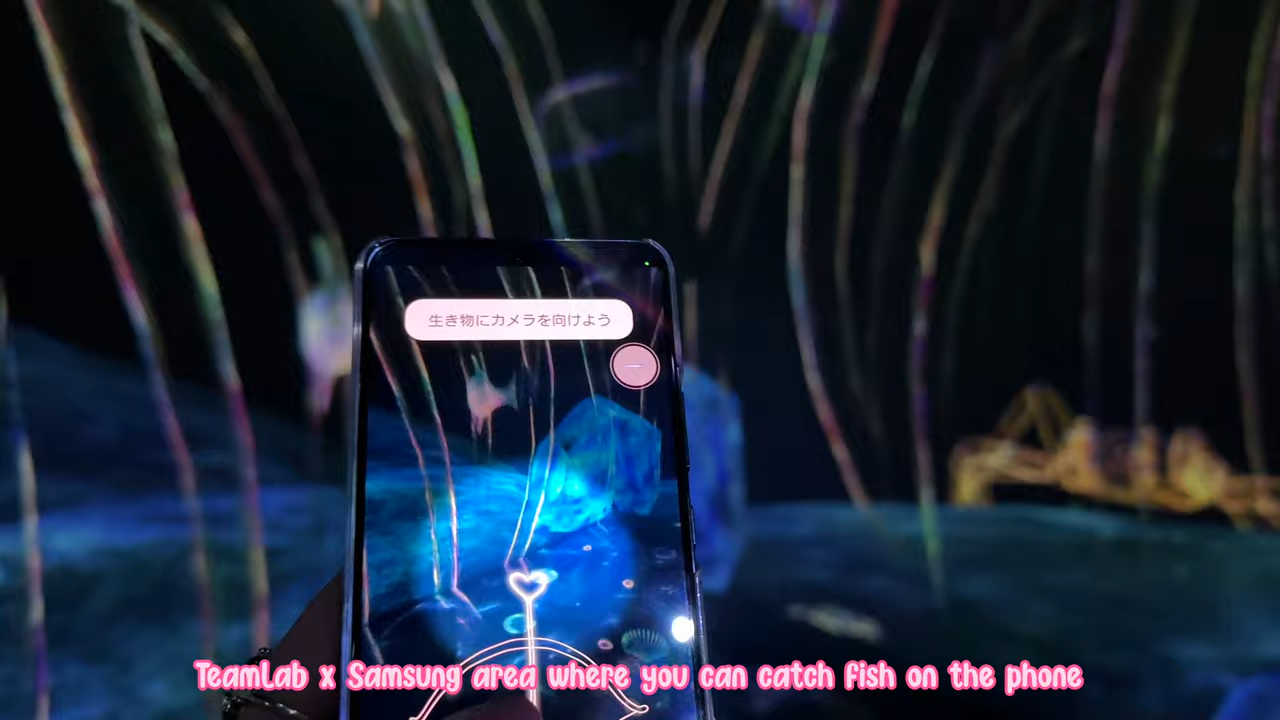 生き物にカメラを向けよう
TeamLab x Samsung area where you can catch fish on the phone